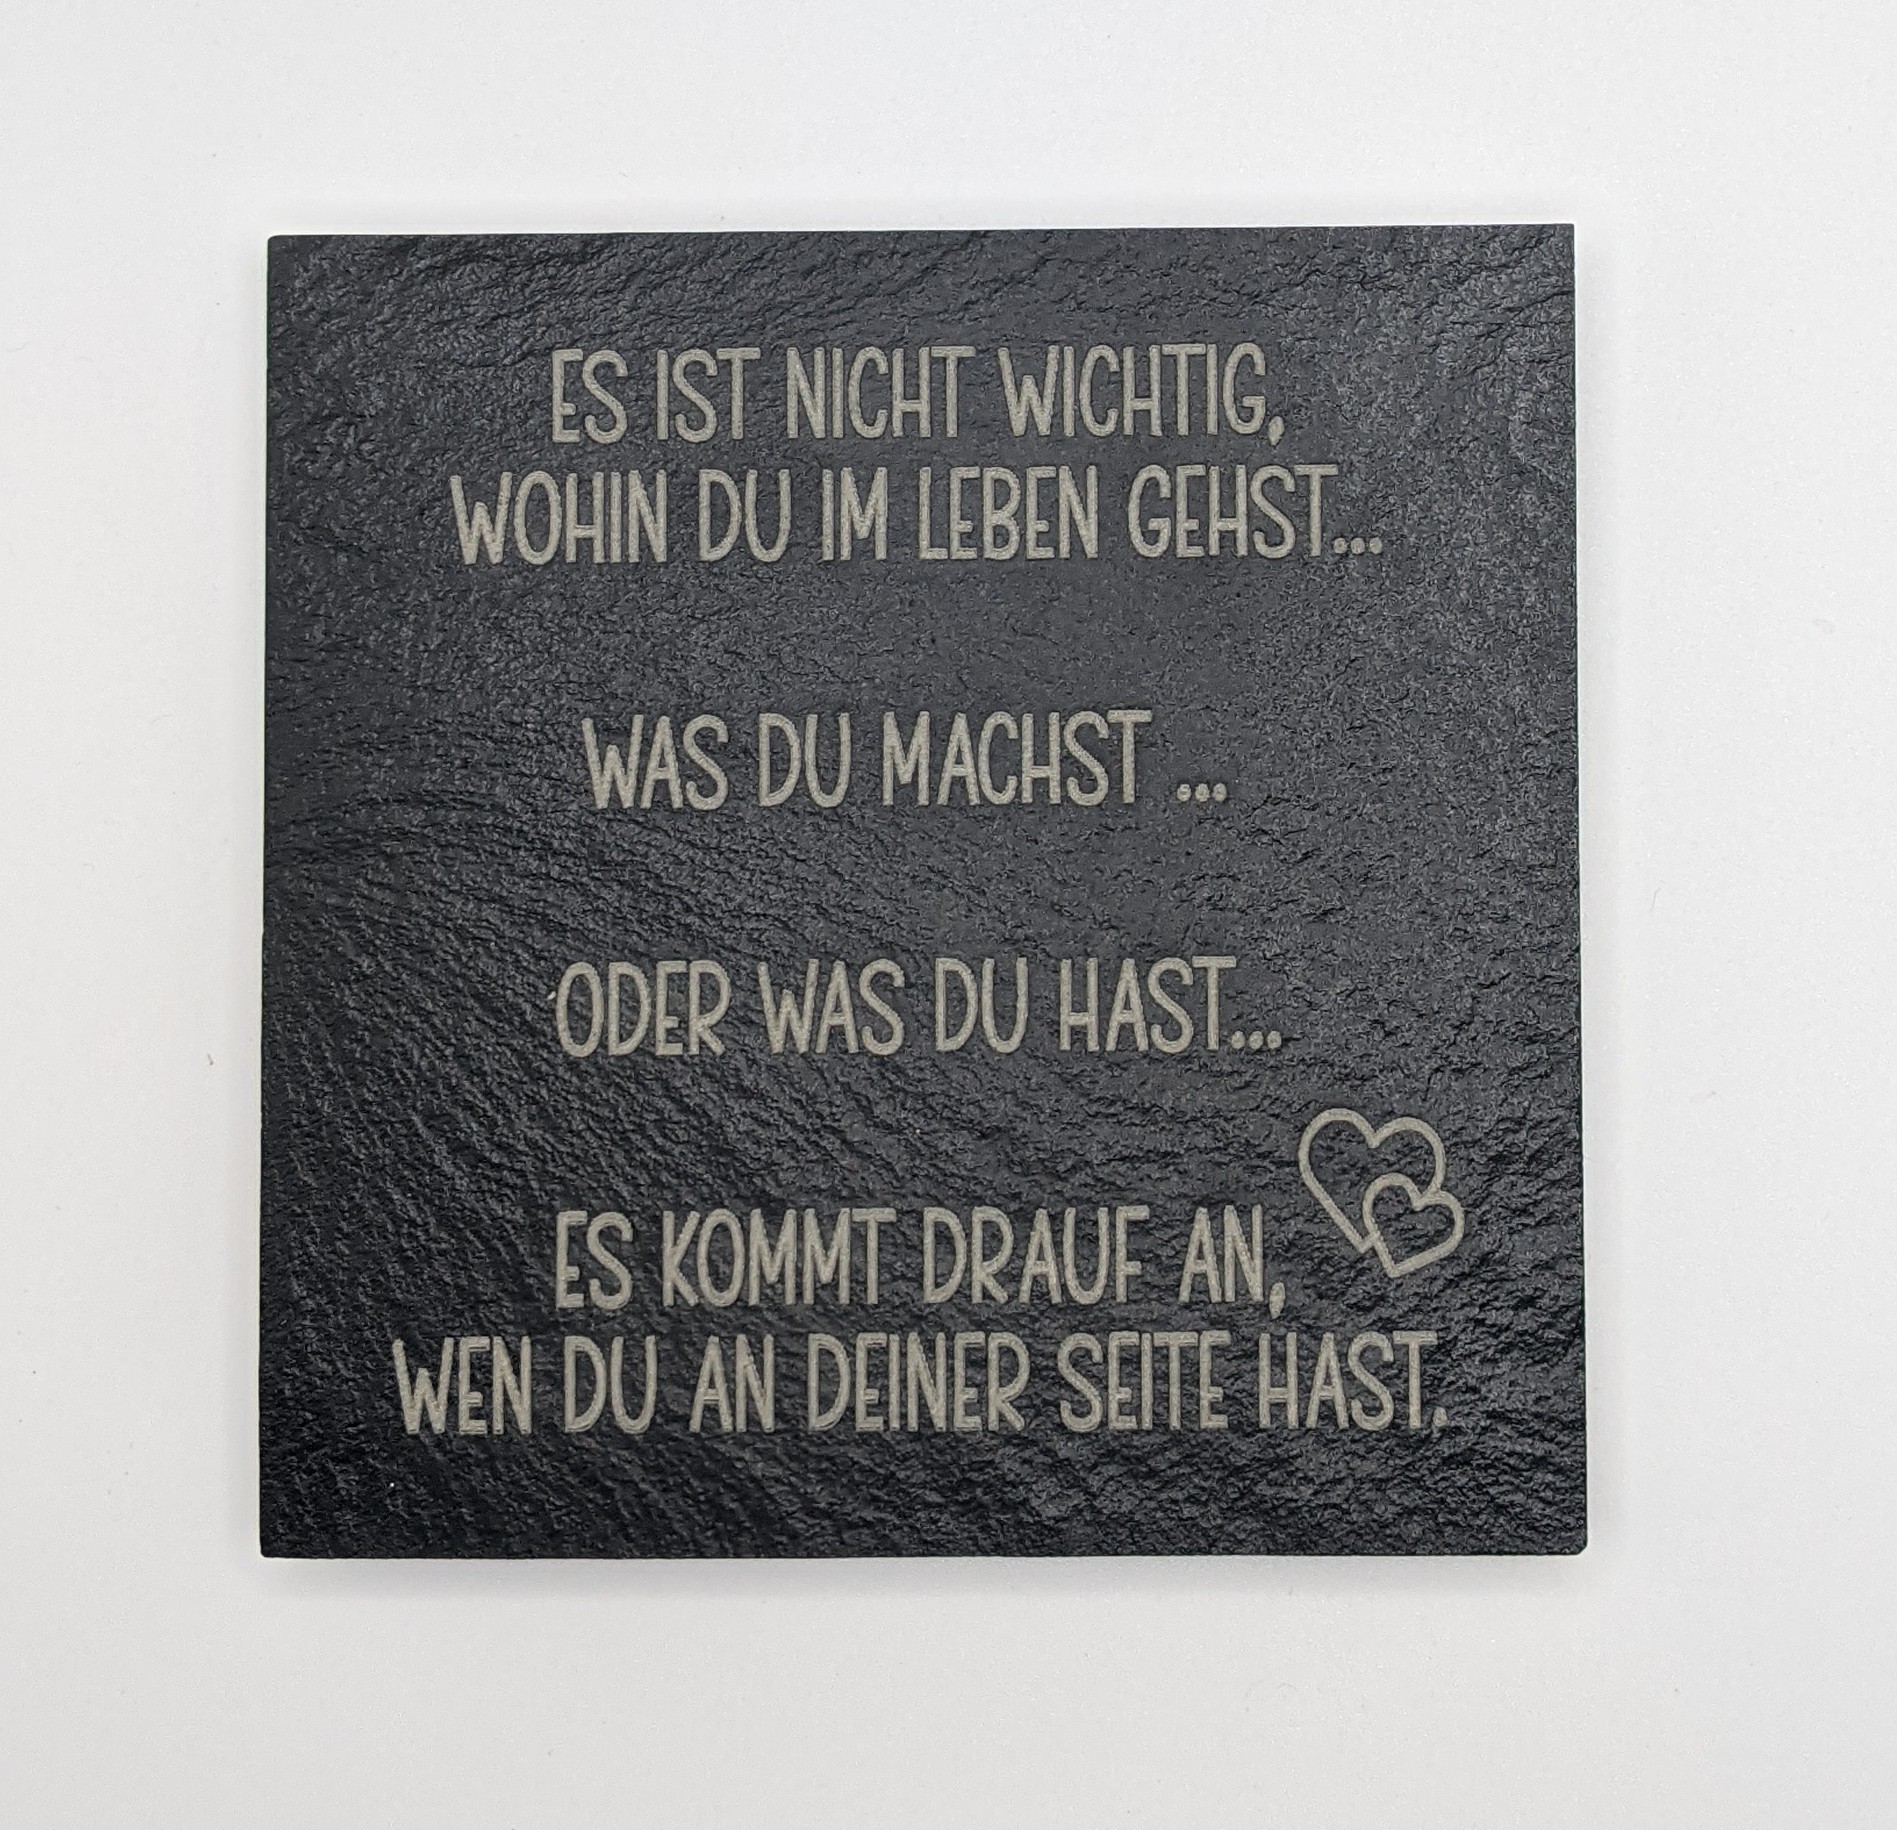 ES IST NICHT WICHTIG,
WOHIN DU IM LEBEN GEHST...
WAS DU MACHST ...
ODER WAS DU HAST...
ES KOMMT DRAUF AN,
WEN DU AN DEINER SEITE HAST.